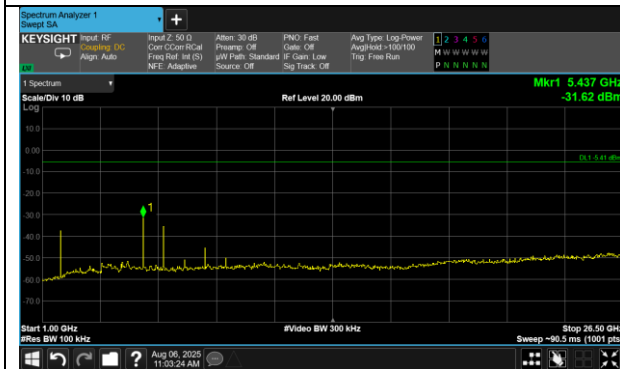 Spectrum Analyzer 1
Swept SA
+
KEYSIGHT
Input: RF
Coupling: DC
Align: Auto
Input Z: 50 Ω
Corr CCorr RCal
Freq Ref: Int (S)
NFE: Adaptive
Atten: 30 dB
Preamp: Off
µW Path: Standard
Source: Off
PNO: Fast
Gate: Off
IF Gain: Low
Sig Track: Off
Avg Type: Log-Power
Avg|Hold:>100/100
Trig: Free Run
1 2 3 4 5 6
M W W W W W
P N N N N N
LXI
1 Spectrum
Scale/Div 10 dB
Log
Ref Level 20.00 dBm
Mkr1 5.437 GHz
-31.62 dBm
10.0
0.00
DL1 -5.41 dBm
-10.0
-20.0
-30.0
1
-40.0
-50.0
-60.0
-70.0
Start 1.00 GHz
#Res BW 100 kHz
#Video BW 300 kHz
Stop 26.50 GHz
Sweep ~90.5 ms (1001 pts)
?
Aug 06, 2025
11:03:24 AM